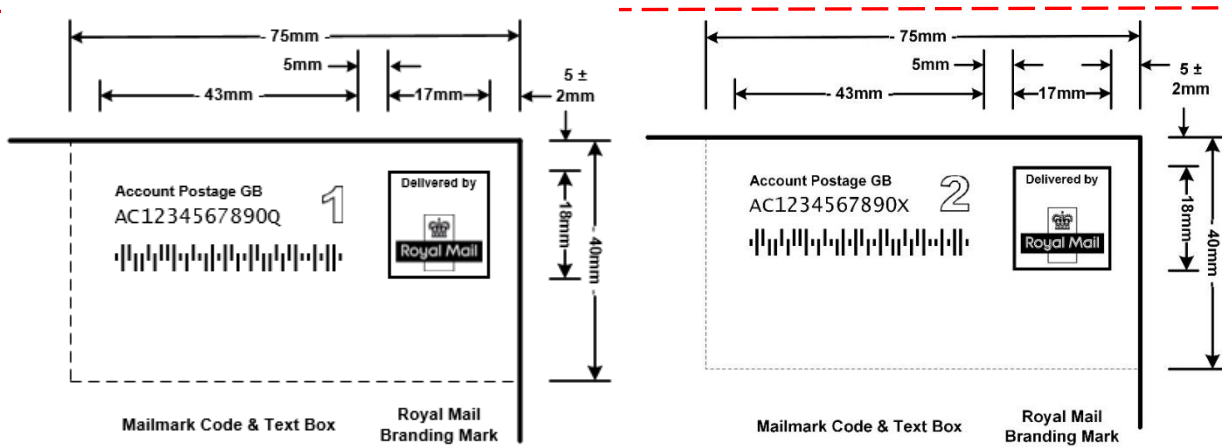 75mm
5mm
5 ±
2mm
43mm
17mm
Account Postage GB
AC1234567890Q
1
Delivered by
Royal Mail
18mm
40mm
Mailmark Code & Text Box
Royal Mail
Branding Mark
75mm
5mm
5 ±
2mm
43mm
17mm
Account Postage GB
AC1234567890X
2
Delivered by
Royal Mail
18mm
40mm
Mailmark Code & Text Box
Royal Mail
Branding Mark